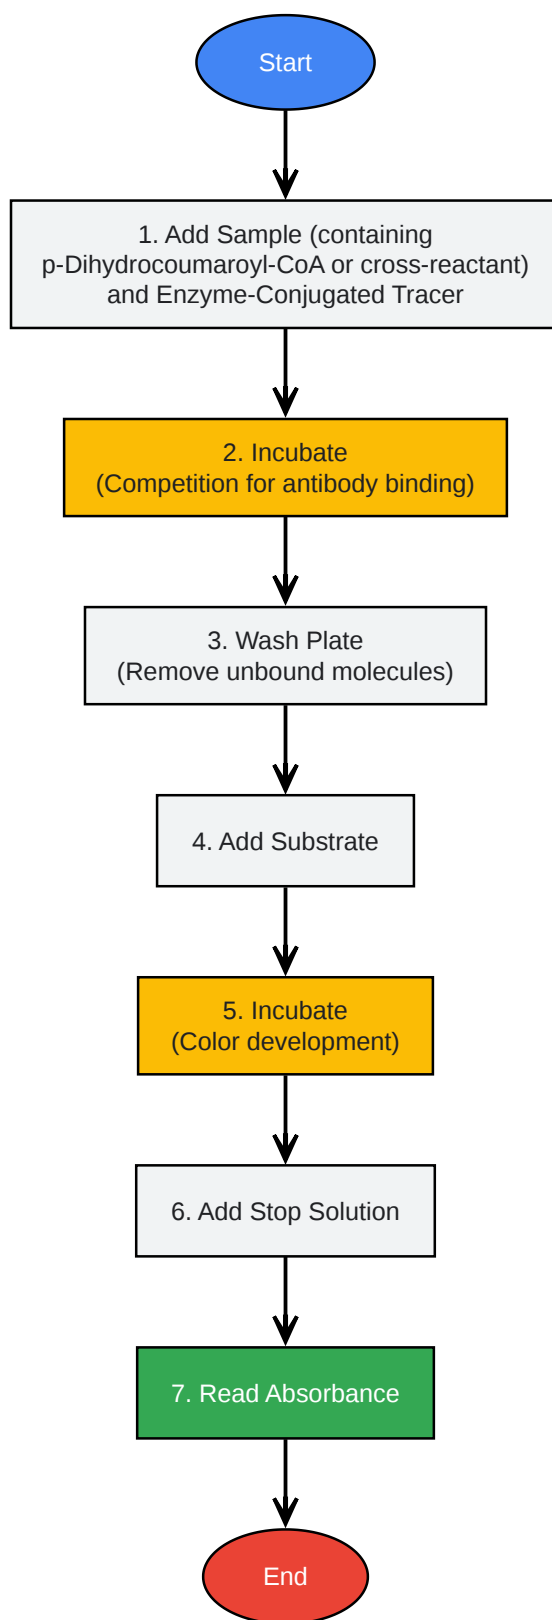 Start
1. Add Sample (containing
p-Dihydrocoumaroyl-CoA or cross-reactant)
and Enzyme-Conjugated Tracer
2. Incubate
(Competition for antibody binding)
3. Wash Plate
(Remove unbound molecules)
4. Add Substrate
5. Incubate
(Color development)
6. Add Stop Solution
7. Read Absorbance
End